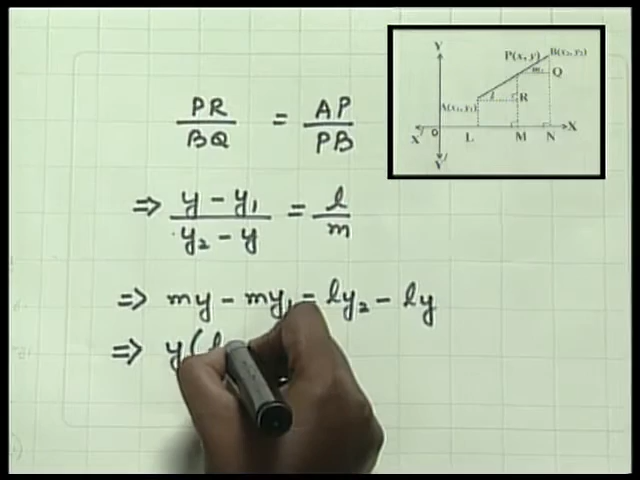 PR/BQ = AP/PB
⇒ y - y₁/y₂ - y = l/m
⇒ my - my₁ = ly₂ - ly
⇒ y(l
Y
P(x, y)
B(x₂, y₂)
m
Q
A(x₁, y₁)
l
R
X' O L M N X
Y'